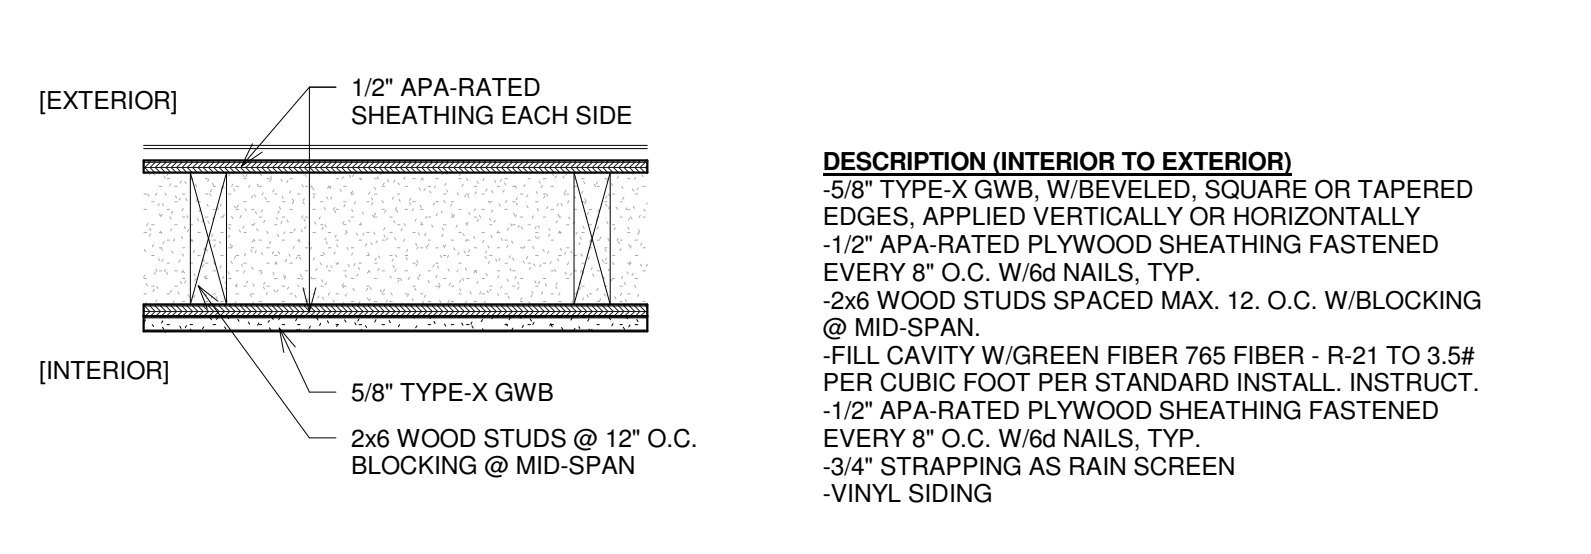 [EXTERIOR]
1/2" APA-RATED
SHEATHING EACH SIDE
[INTERIOR]
5/8" TYPE-X GWB
2x6 WOOD STUDS @ 12" O.C.
BLOCKING @ MID-SPAN
DESCRIPTION (INTERIOR TO EXTERIOR)
-5/8" TYPE-X GWB, W/BEVELED, SQUARE OR TAPERED
EDGES, APPLIED VERTICALLY OR HORIZONTALLY
-1/2" APA-RATED PLYWOOD SHEATHING FASTENED
EVERY 8" O.C. W/6d NAILS, TYP.
-2x6 WOOD STUDS SPACED MAX. 12. O.C. W/BLOCKING
@ MID-SPAN.
-FILL CAVITY W/GREEN FIBER 765 FIBER - R-21 TO 3.5#
PER CUBIC FOOT PER STANDARD INSTALL. INSTRUCT.
-1/2" APA-RATED PLYWOOD SHEATHING FASTENED
EVERY 8" O.C. W/6d NAILS, TYP.
-3/4" STRAPPING AS RAIN SCREEN
-VINYL SIDING